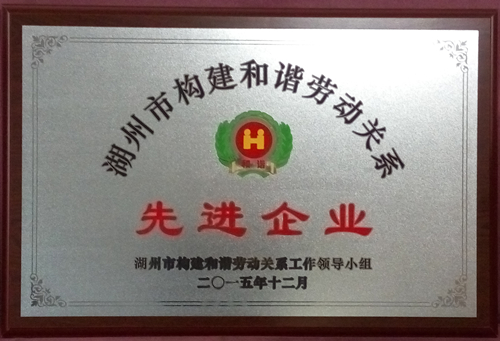 湖州市构建和谐劳动关系
和谐
先进企业
湖州市构建和谐劳动关系工作领导小组
二〇一五年十二月